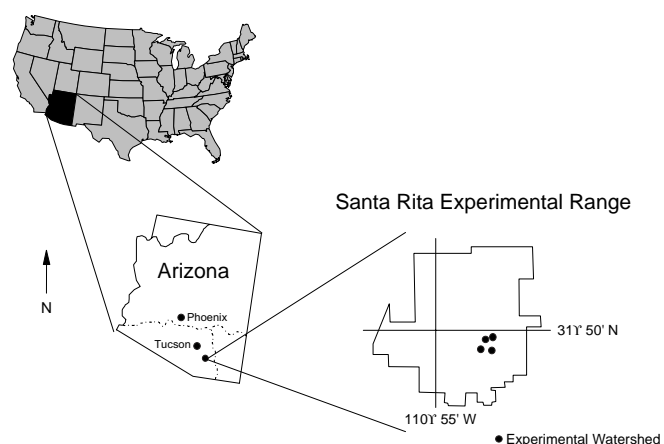 Santa Rita Experimental Range
Arizona
N
Phoenix
Tucson
31ϒ 50' N
110ϒ 55' W
Experimental Watershed